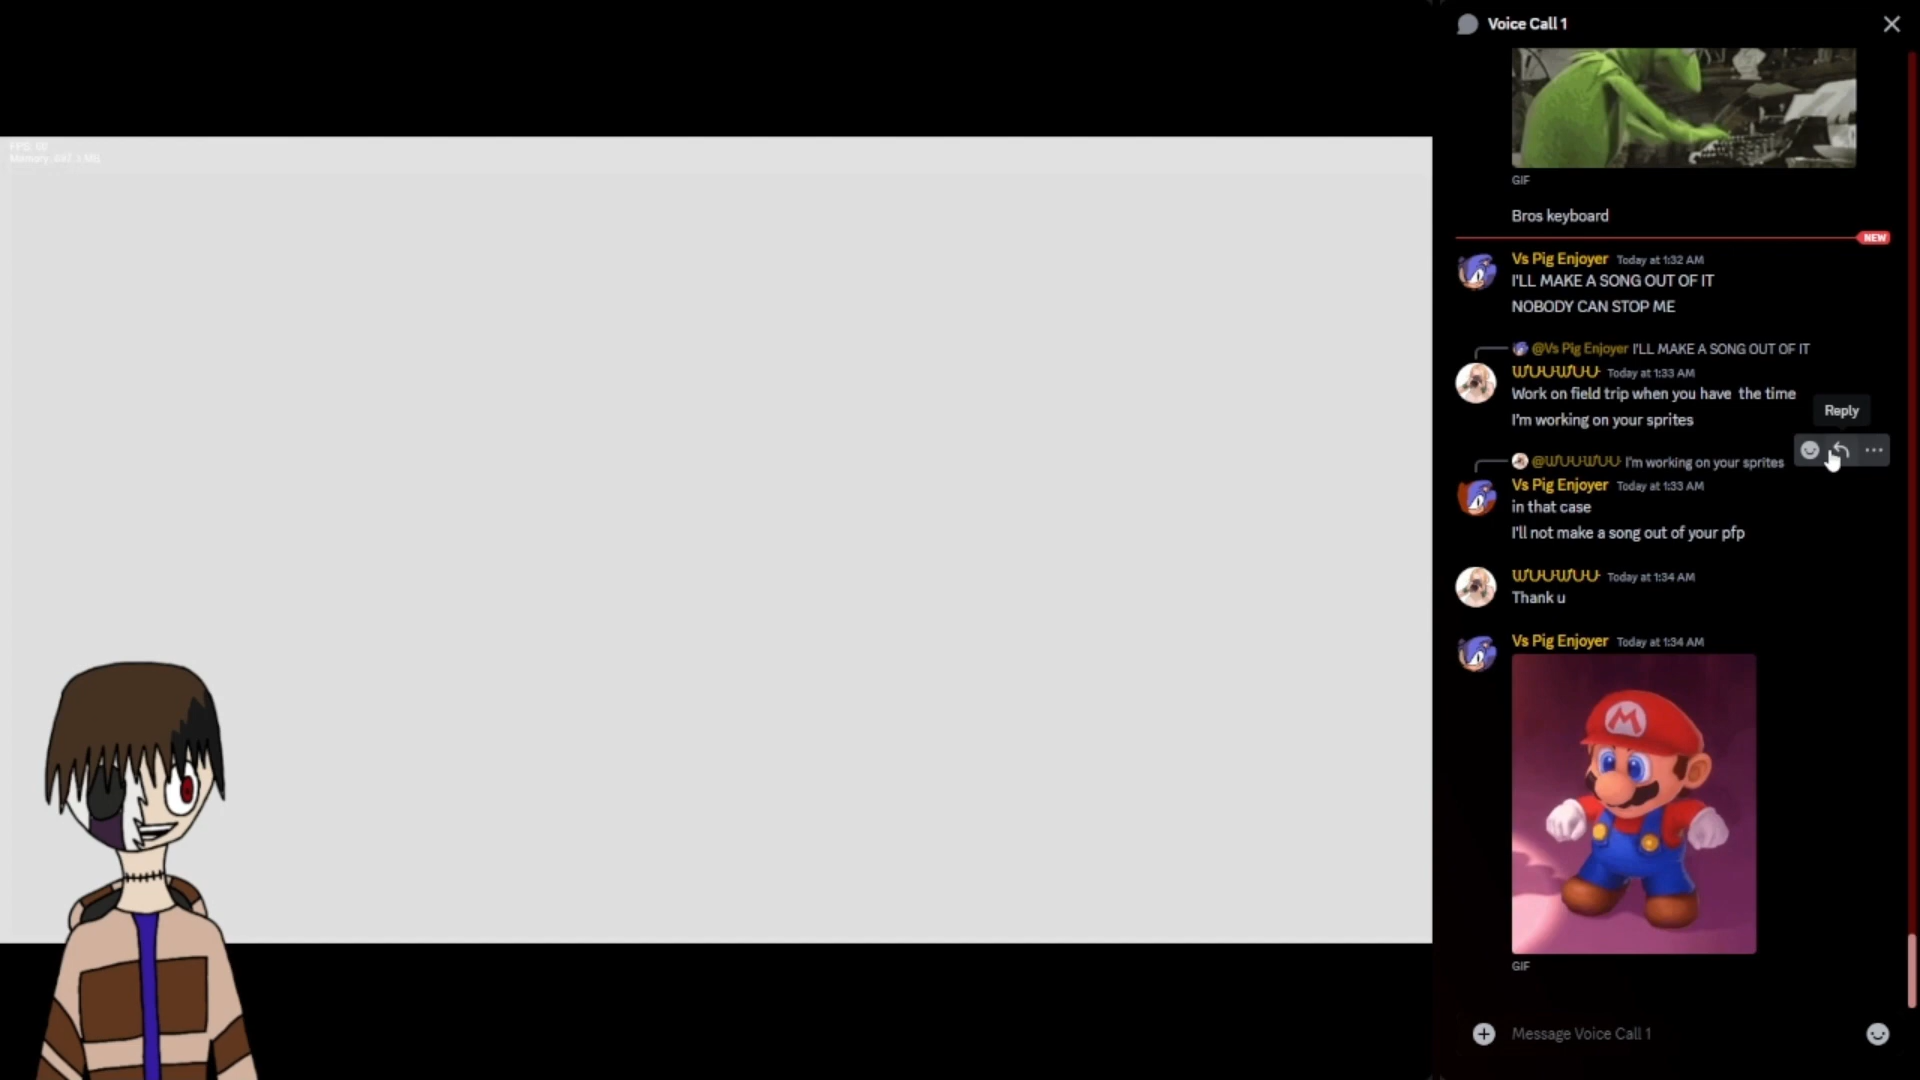 FPS: 60
Voice Call 1
GIF
Bros keyboard
NEW
Vs Pig Enjoyer Today at 1:32 AM
I'LL MAKE A SONG OUT OF IT
NOBODY CAN STOP ME
@Vs Pig Enjoyer I'LL MAKE A SONG OUT OF IT
WUUWUU Today at 1:33 AM
Work on field trip when you have the time
Reply
I'm working on your sprites
@WUUWUU I'm working on your sprites
Vs Pig Enjoyer Today at 1:33 AM
in that case
I'll not make a song out of your pfp
WUUWUU Today at 1:34 AM
Thank u
Vs Pig Enjoyer Today at 1:34 AM
M
GIF
Message Voice Call 1